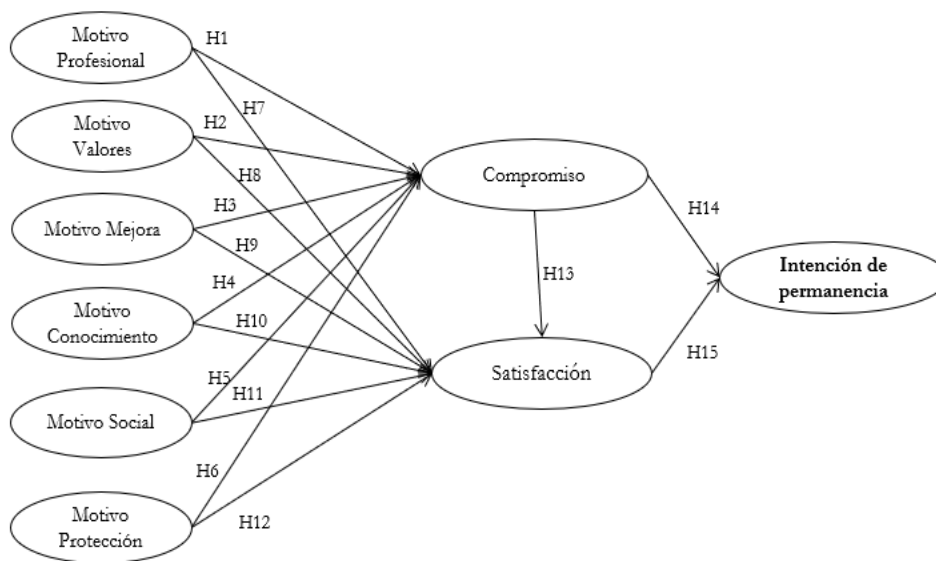 Motivo
Profesional
H1
H7
Motivo
Valores
H2
H8
Motivo Mejora
H3
H9
Motivo
Conocimiento
H4
H10
Motivo Social
H5
H11
Motivo
Protección
H6
H12
Compromiso
H13
Satisfacción
H14
H15
Intención de
permanencia